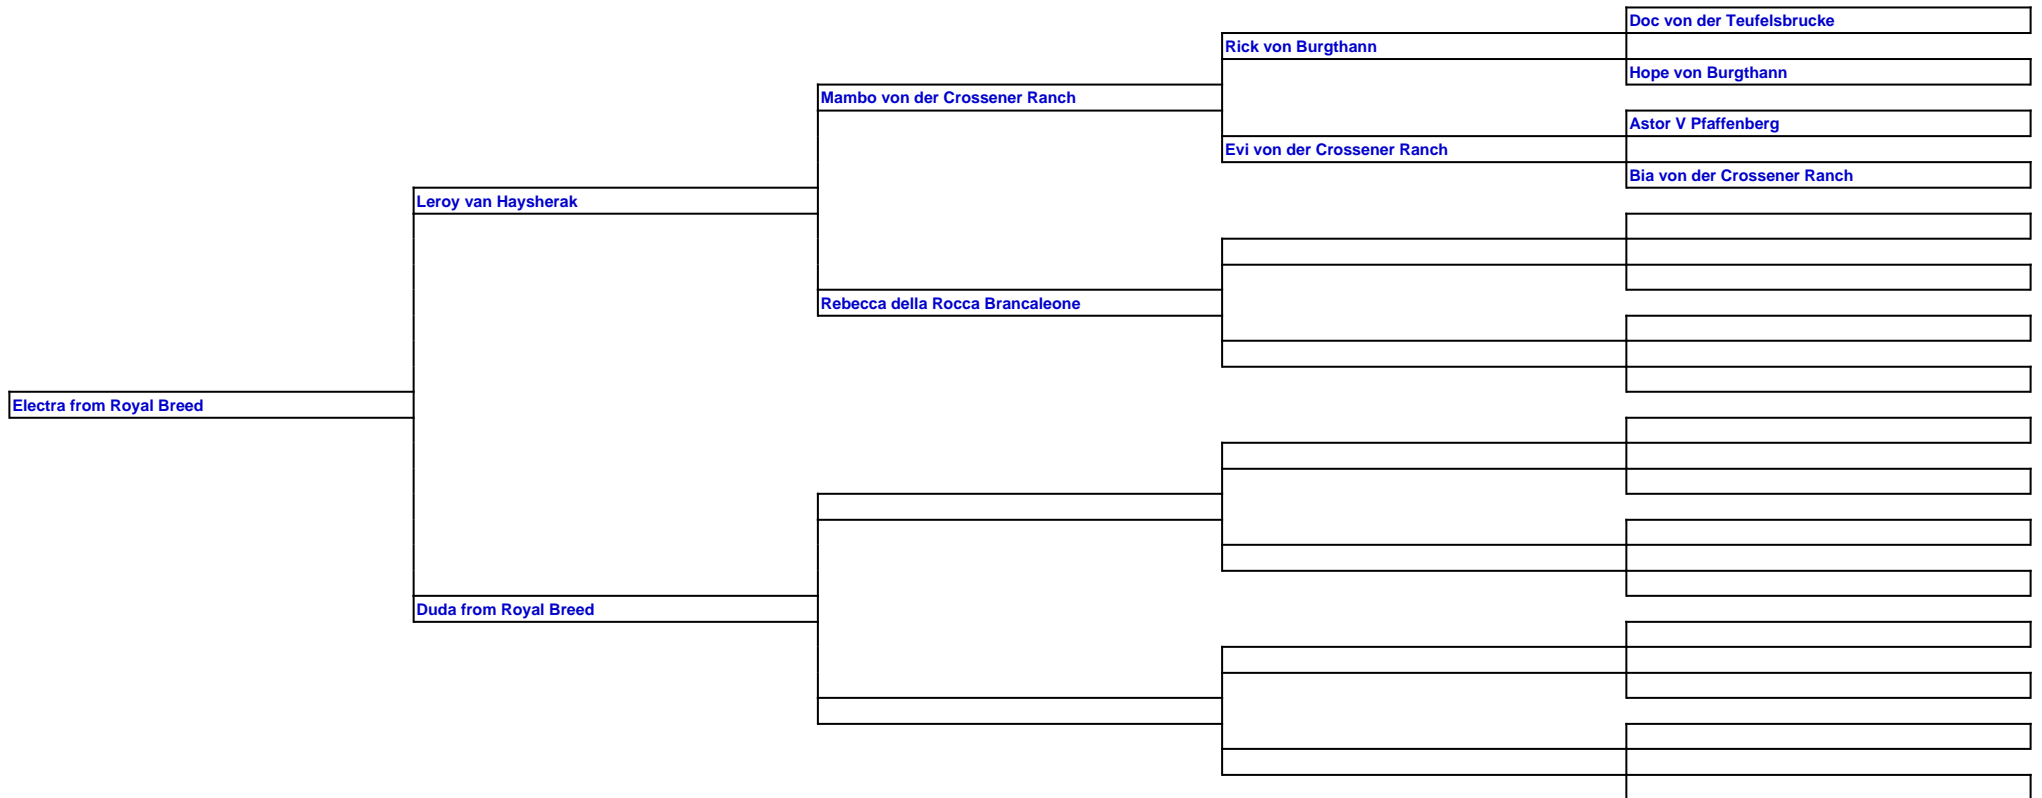 Doc von der Teufelsbrucke
Rick von Burgthann
Hope von Burgthann
Mambo von der Crossener Ranch
Astor V Pfaffenberg
Evi von der Crossener Ranch
Bia von der Crossener Ranch
Leroy van Haysherak
Rebecca della Rocca Brancaleone
Electra from Royal Breed
Duda from Royal Breed